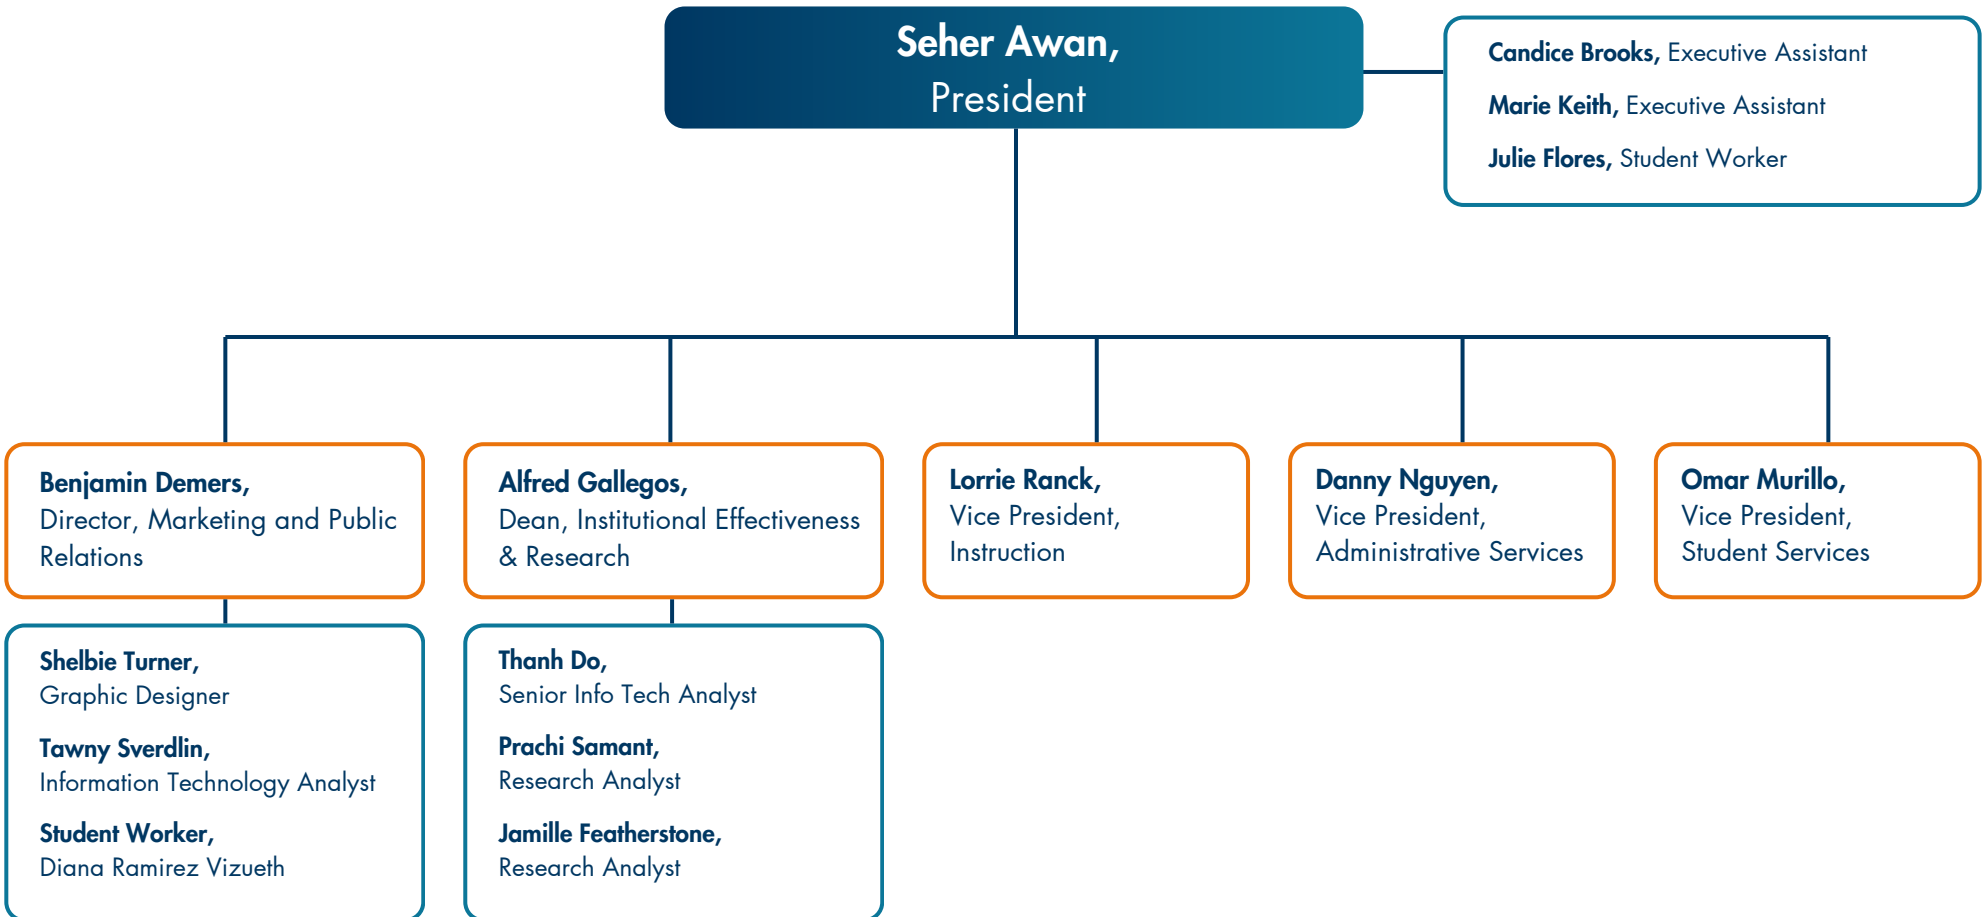 Seher Awan,
President
Candice Brooks, Executive Assistant
Marie Keith, Executive Assistant
Julie Flores, Student Worker
Benjamin Demers,
Director, Marketing and Public
Relations
Shelbie Turner,
Graphic Designer
Tawny Sverdlin,
Information Technology Analyst
Student Worker,
Diana Ramirez Vizueth
Alfred Gallegos,
Dean, Institutional Effectiveness
& Research
Thanh Do,
Senior Info Tech Analyst
Prachi Samant,
Research Analyst
Jamille Featherstone,
Research Analyst
Lorrie Ranck,
Vice President,
Instruction
Danny Nguyen,
Vice President,
Administrative Services
Omar Murillo,
Vice President,
Student Services